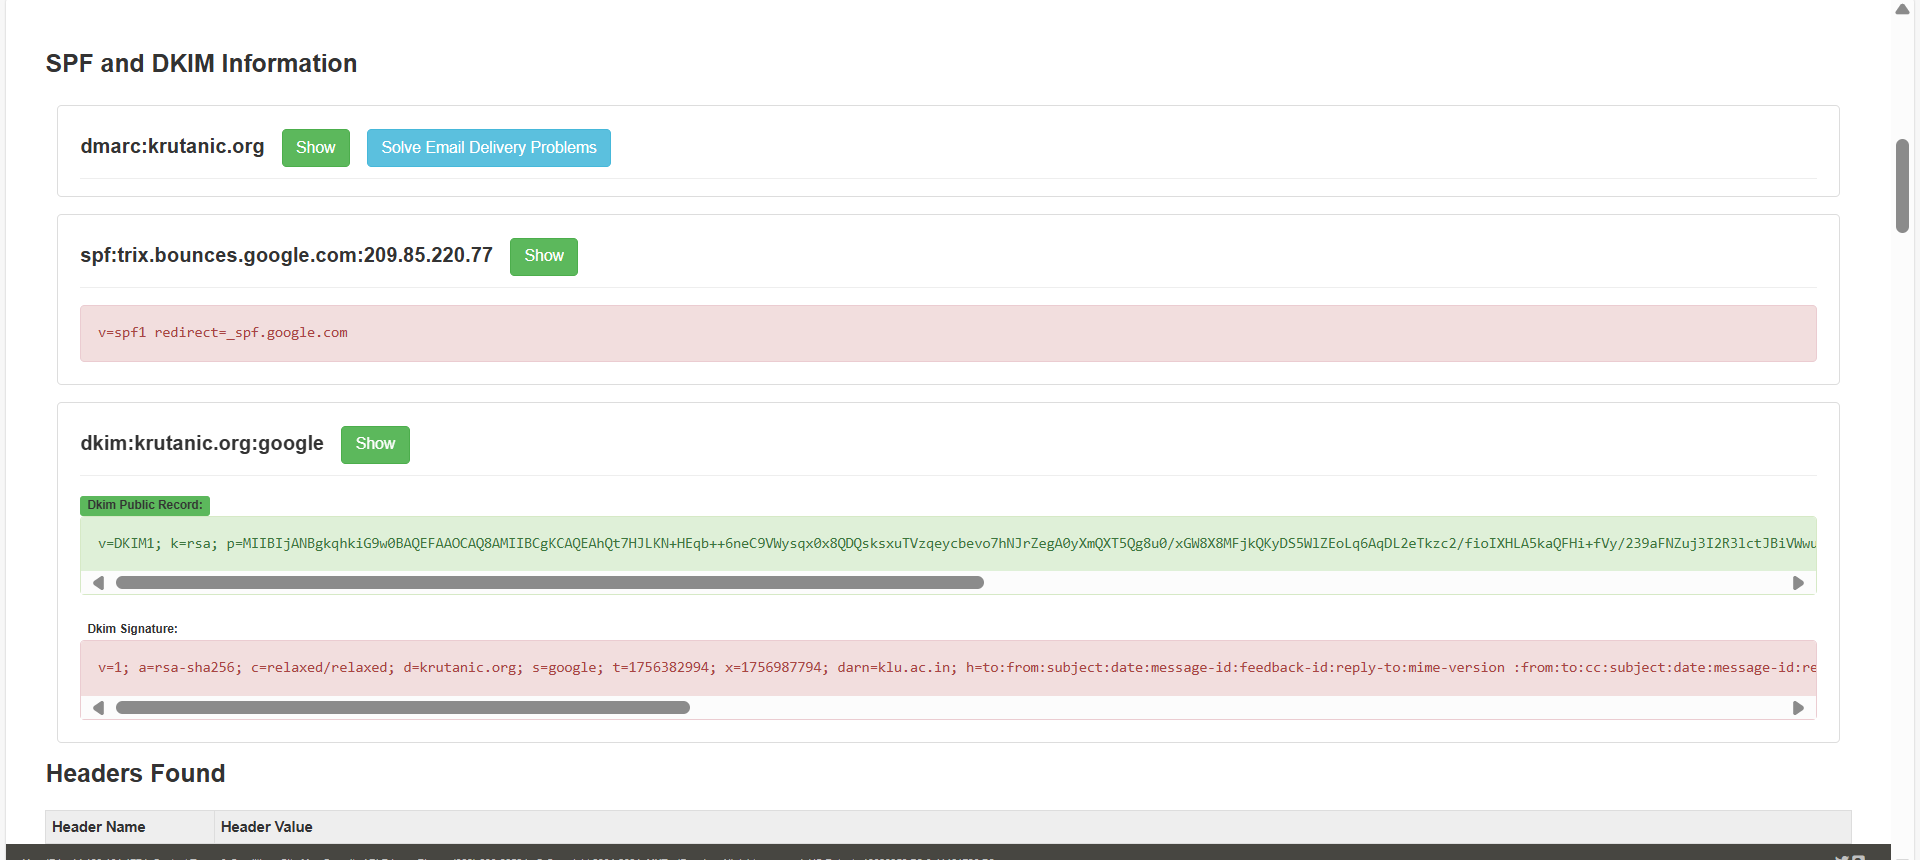 SPF and DKIM Information
dmarc:krutanic.org Show Solve Email Delivery Problems
spf:trix.bounces.google.com:209.85.220.77 Show
v=spf1 redirect=_spf.google.com
dkim:krutanic.org:google Show
Dkim Public Record:
v=DKIM1; k=rsa; p=MIIBIjANBgkqhkiG9w0BAQEFAAOCAQ8AMIIBCgKCAQEAhQt7HJLKN+HEqb++6neC9VWysqx0x8QDQsksxuTVzqeycbevo7hNJrZegA0yXmQXT5Qg8u0/xGW8X8MFjkQKyDS5WlZEoLq6AqDL2eTkzc2/fioIXHLA5kaQFHi+fVy/239aFNZuj3I2R3lctJBiVWwu
Dkim Signature:
v=1; a=rsa-sha256; c=relaxed/relaxed; d=krutanic.org; s=google; t=1756382994; x=1756987794; darn=klu.ac.in; h=to:from:subject:date:message-id:feedback-id:reply-to:mime-version :from:to:cc:subject:date:message-id:re
Headers Found
Header Name Header Value